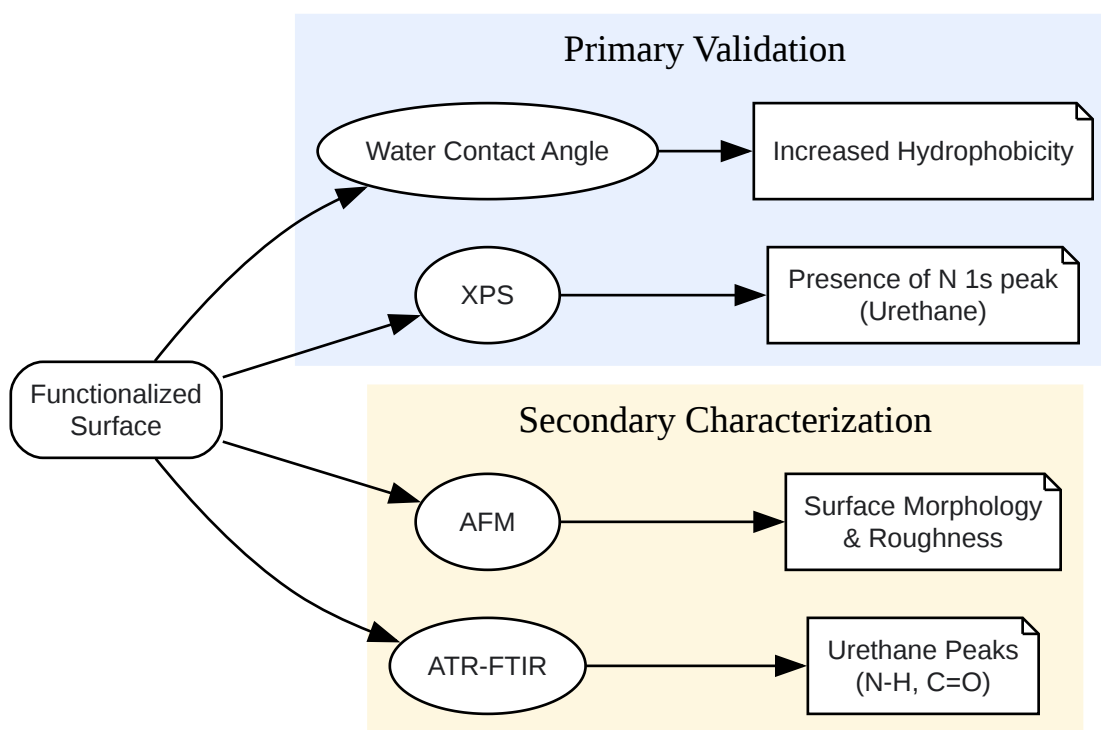 Primary Validation
Water Contact Angle
Increased Hydrophobicity
XPS
Presence of N 1s peak
(Urethane)
Functionalized
Surface
Secondary Characterization
AFM
Surface Morphology
& Roughness
ATR-FTIR
Urethane Peaks
(N-H, C=O)